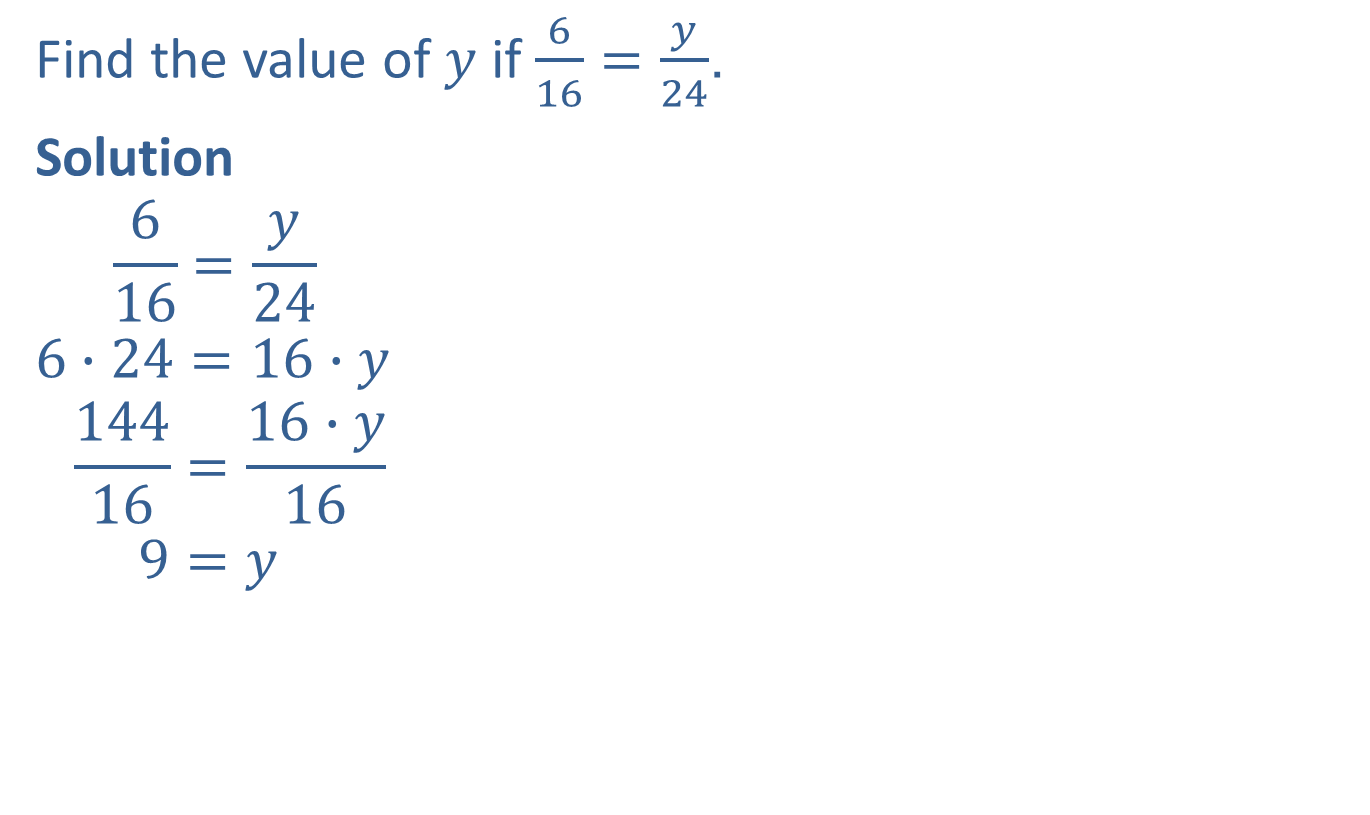 Find the value of y if 6/16 = y/24.
Solution
6/16 = y/24
6 · 24 = 16 · y
144/16 = 16 · y/16
9 = y